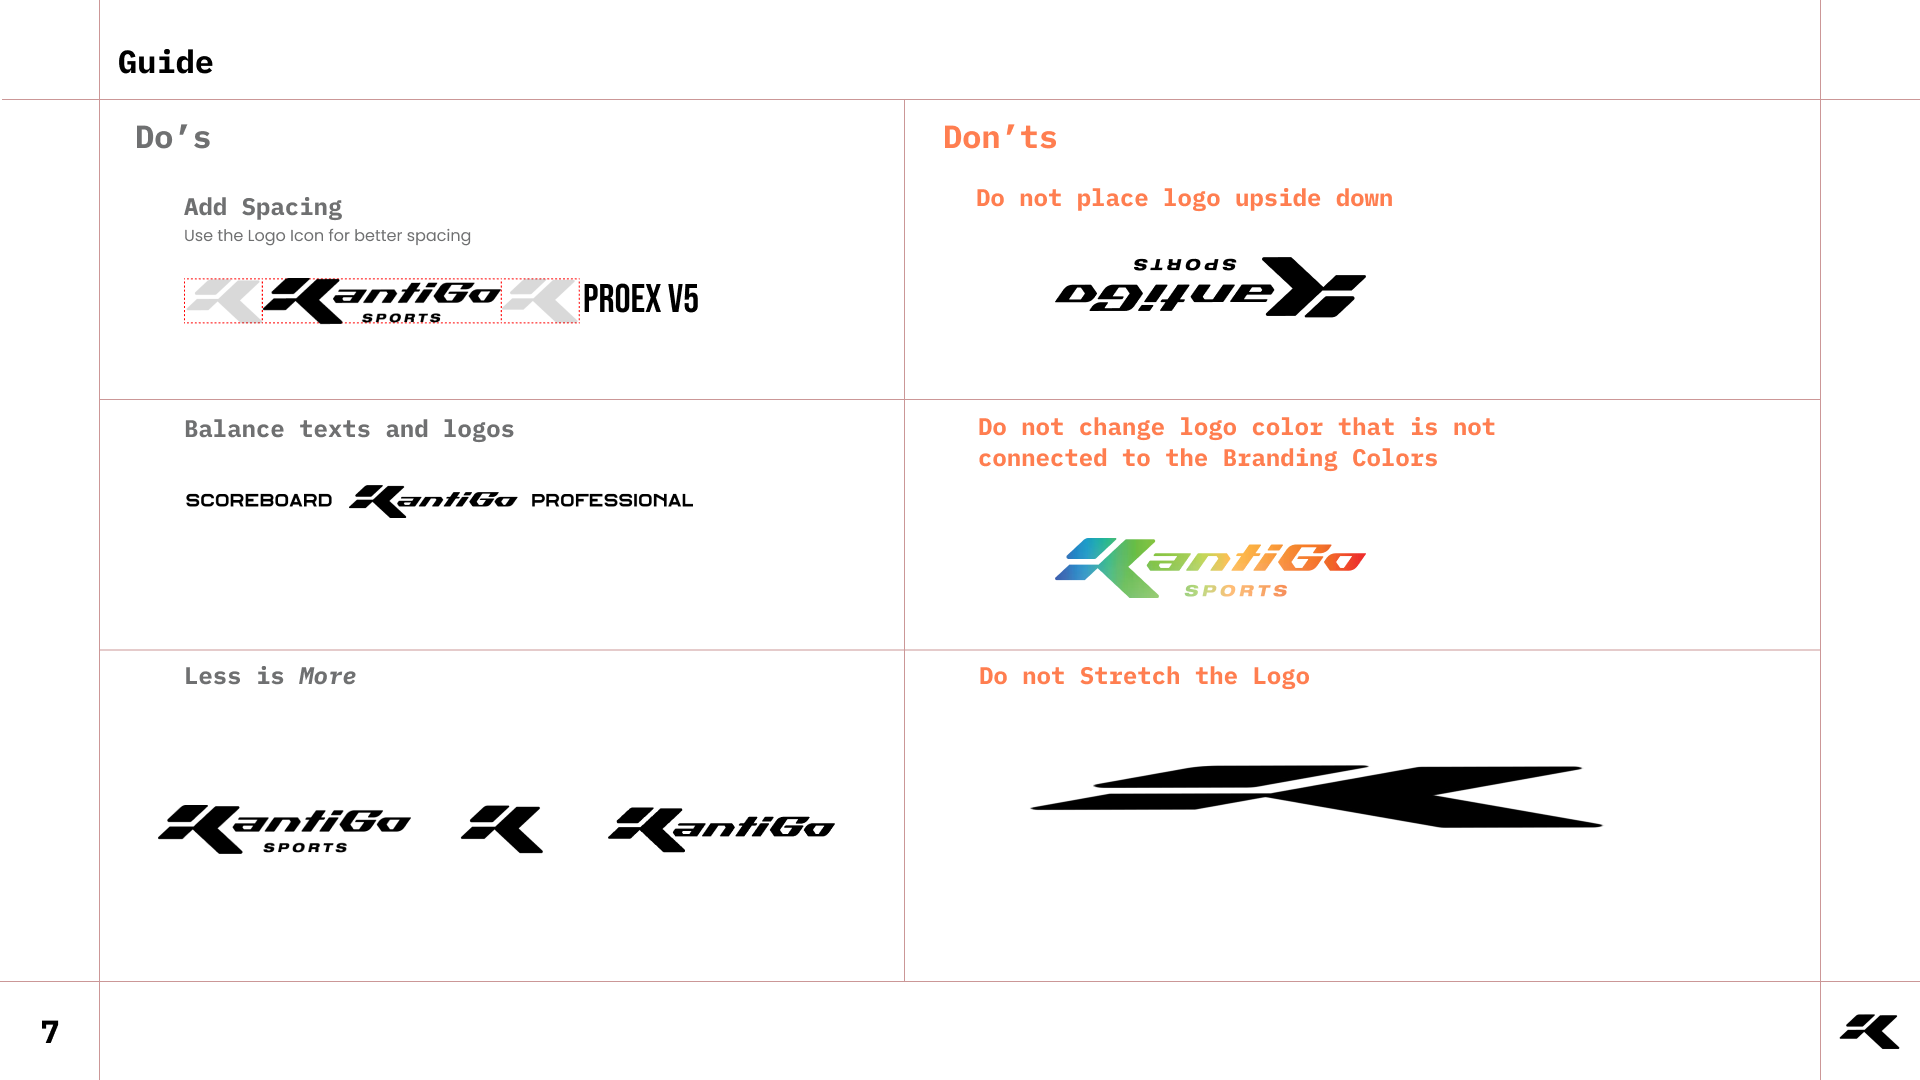 Guide
Do’s
Add Spacing
Use the Logo Icon for better spacing
KantiGo
SPORTS
PROEX V5
Balance texts and logos
SCOREBOARD KantiGo PROFESSIONAL
Less is More
KantiGo
SPORTS
K
KantiGo
Don’ts
Do not place logo upside down
KantiGo
SPORTS
Do not change logo color that is not
connected to the Branding Colors
KantiGo
SPORTS
Do not Stretch the Logo
K
7
K